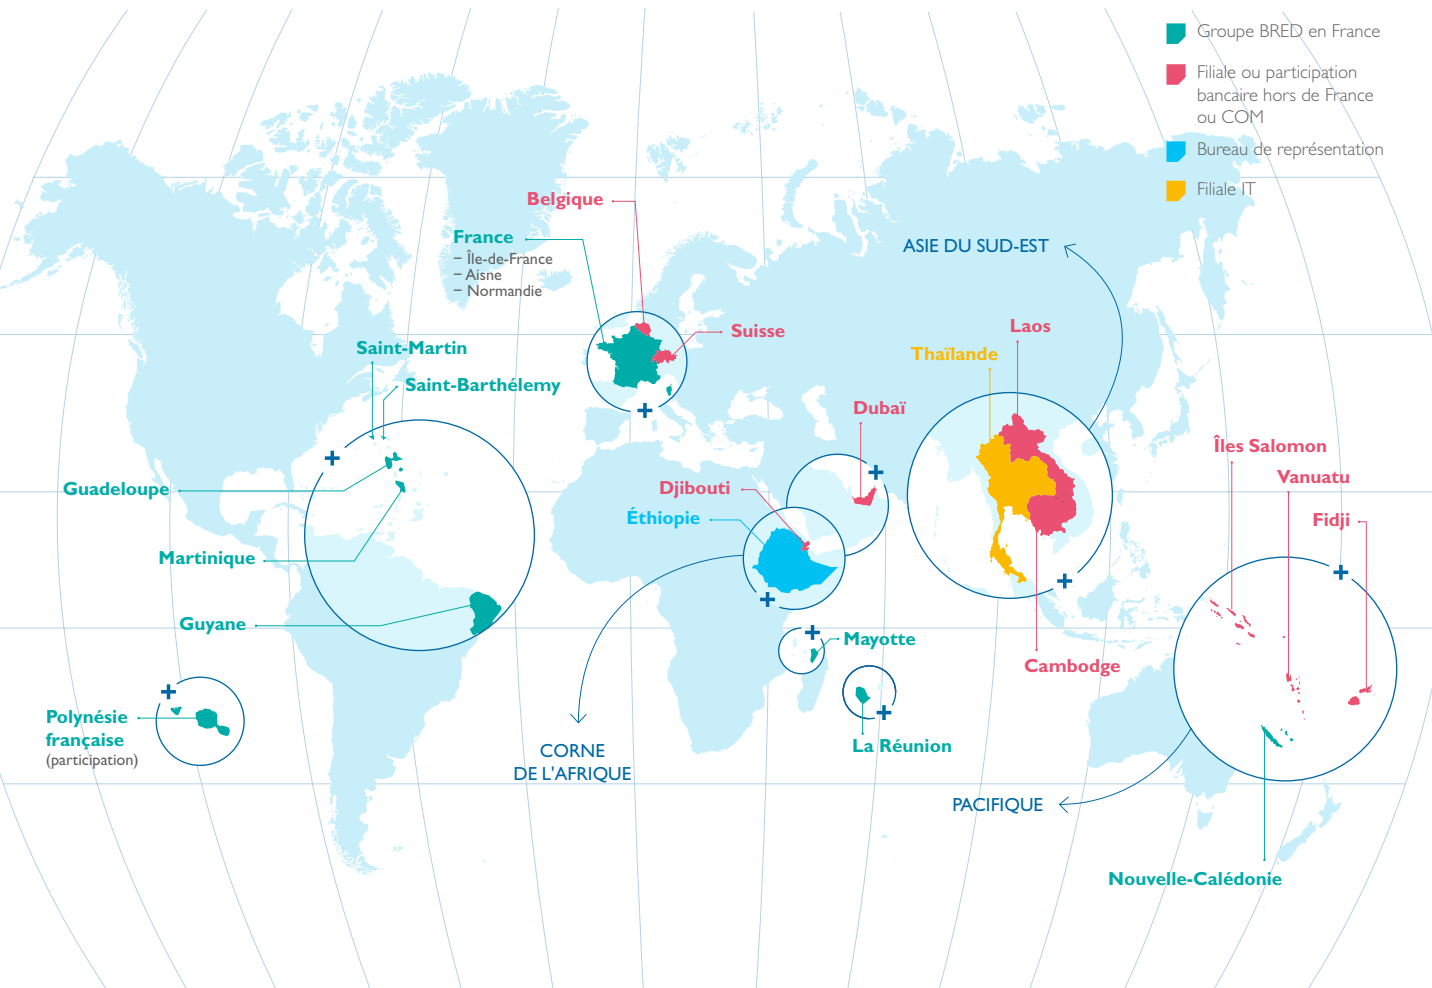 Groupe BRED en France
Filiale ou participation
bancaire hors de France
ou COM
Bureau de représentation
Filiale IT
Belgique
France
– Île-de-France
– Aisne
– Normandie
ASIE DU SUD-EST
Suisse
Laos
Thaïlande
Saint-Martin
Saint-Barthélemy
Dubaï
Îles Salomon
Vanuatu
Guadeloupe
Djibouti
Éthiopie
Fidji
Martinique
Guyane
Mayotte
Cambodge
Polynésie
française
(participation)
La Réunion
CORNE
DE L'AFRIQUE
PACIFIQUE
Nouvelle-Calédonie